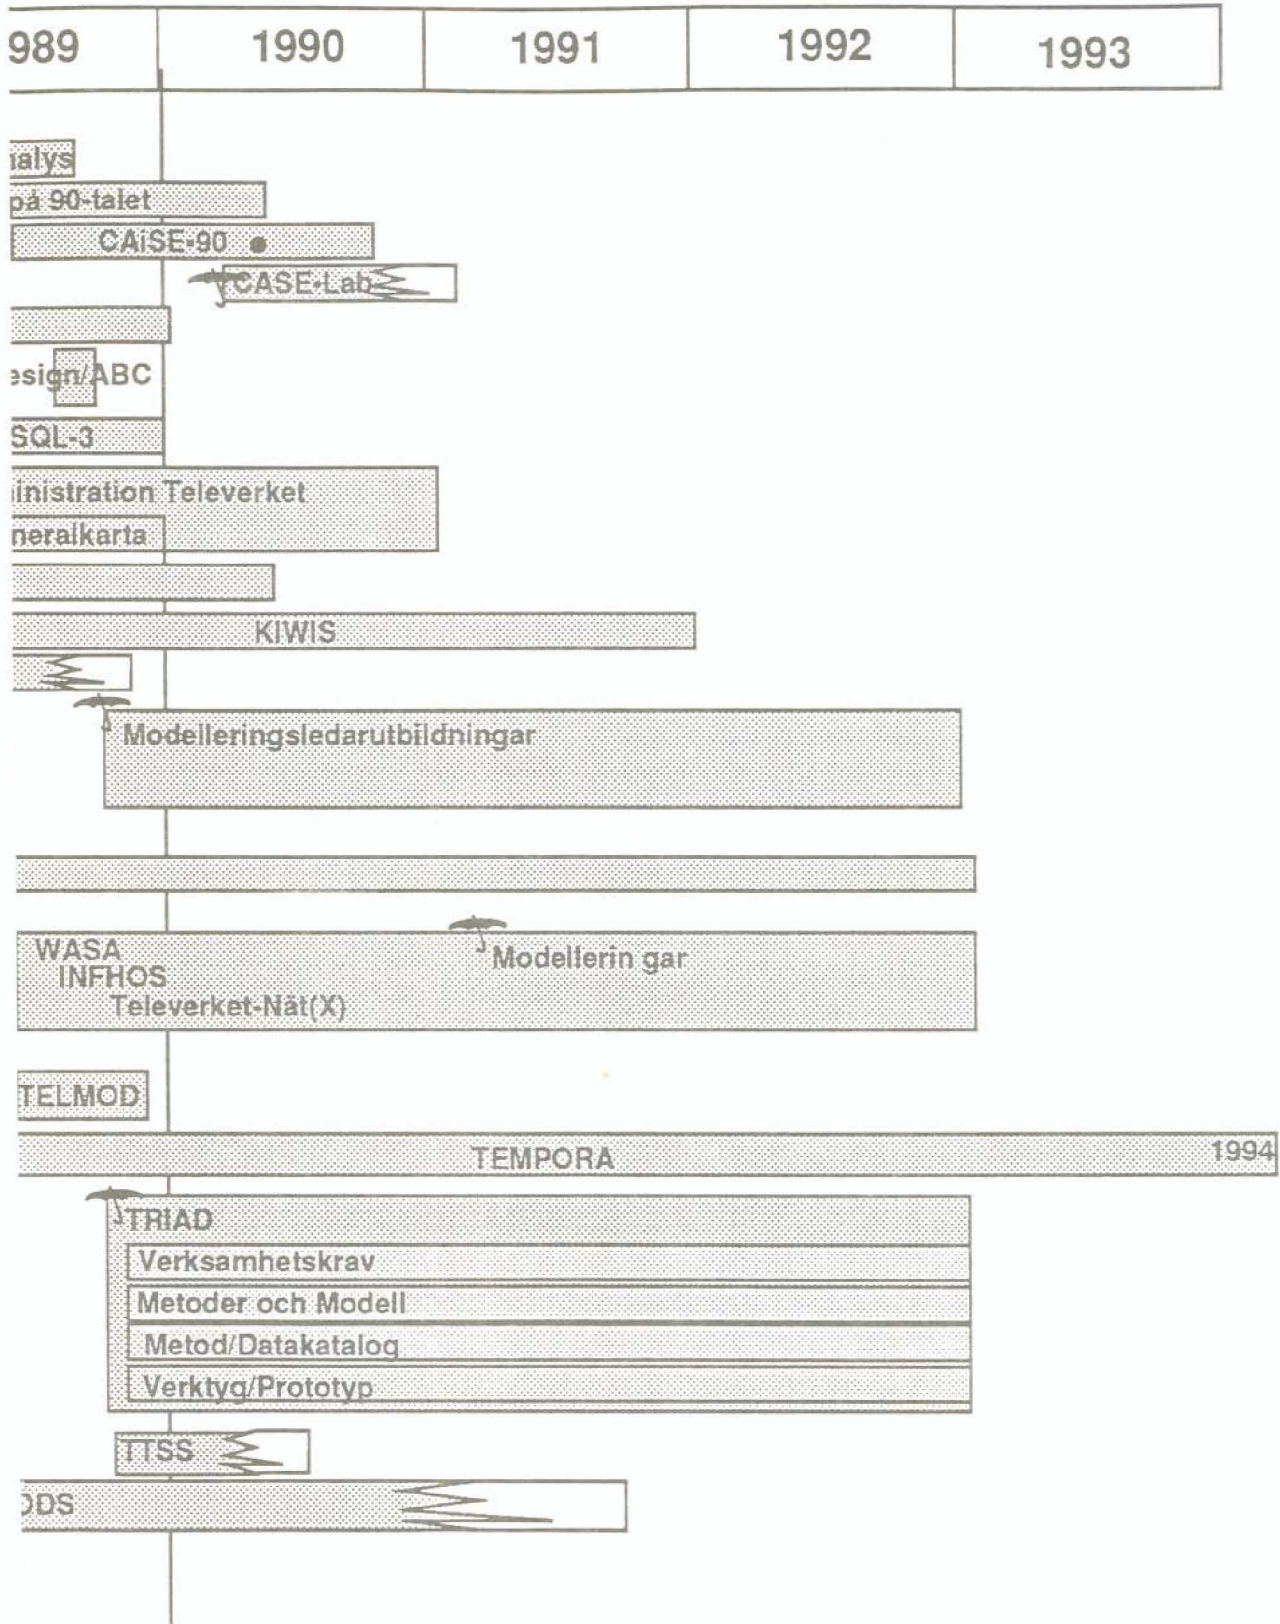 989 1990 1991 1992 1993
nalys
på 90-talet
CAiSE-90
CASE-Lab
esign/ABC
SQL-3
inistration Televerket
neralkarta
KIWIS
Modelleringsledarutbildningar
WASA
Modellerin gar
INFHOS
Televerket-Nät(X)
TELMOD
TEMPORA
1994
TRIAD
Verksamhetskrav
Metoder och Modell
Metod/Datakatalog
Verktyg/Prototyp
TTSS
DDS